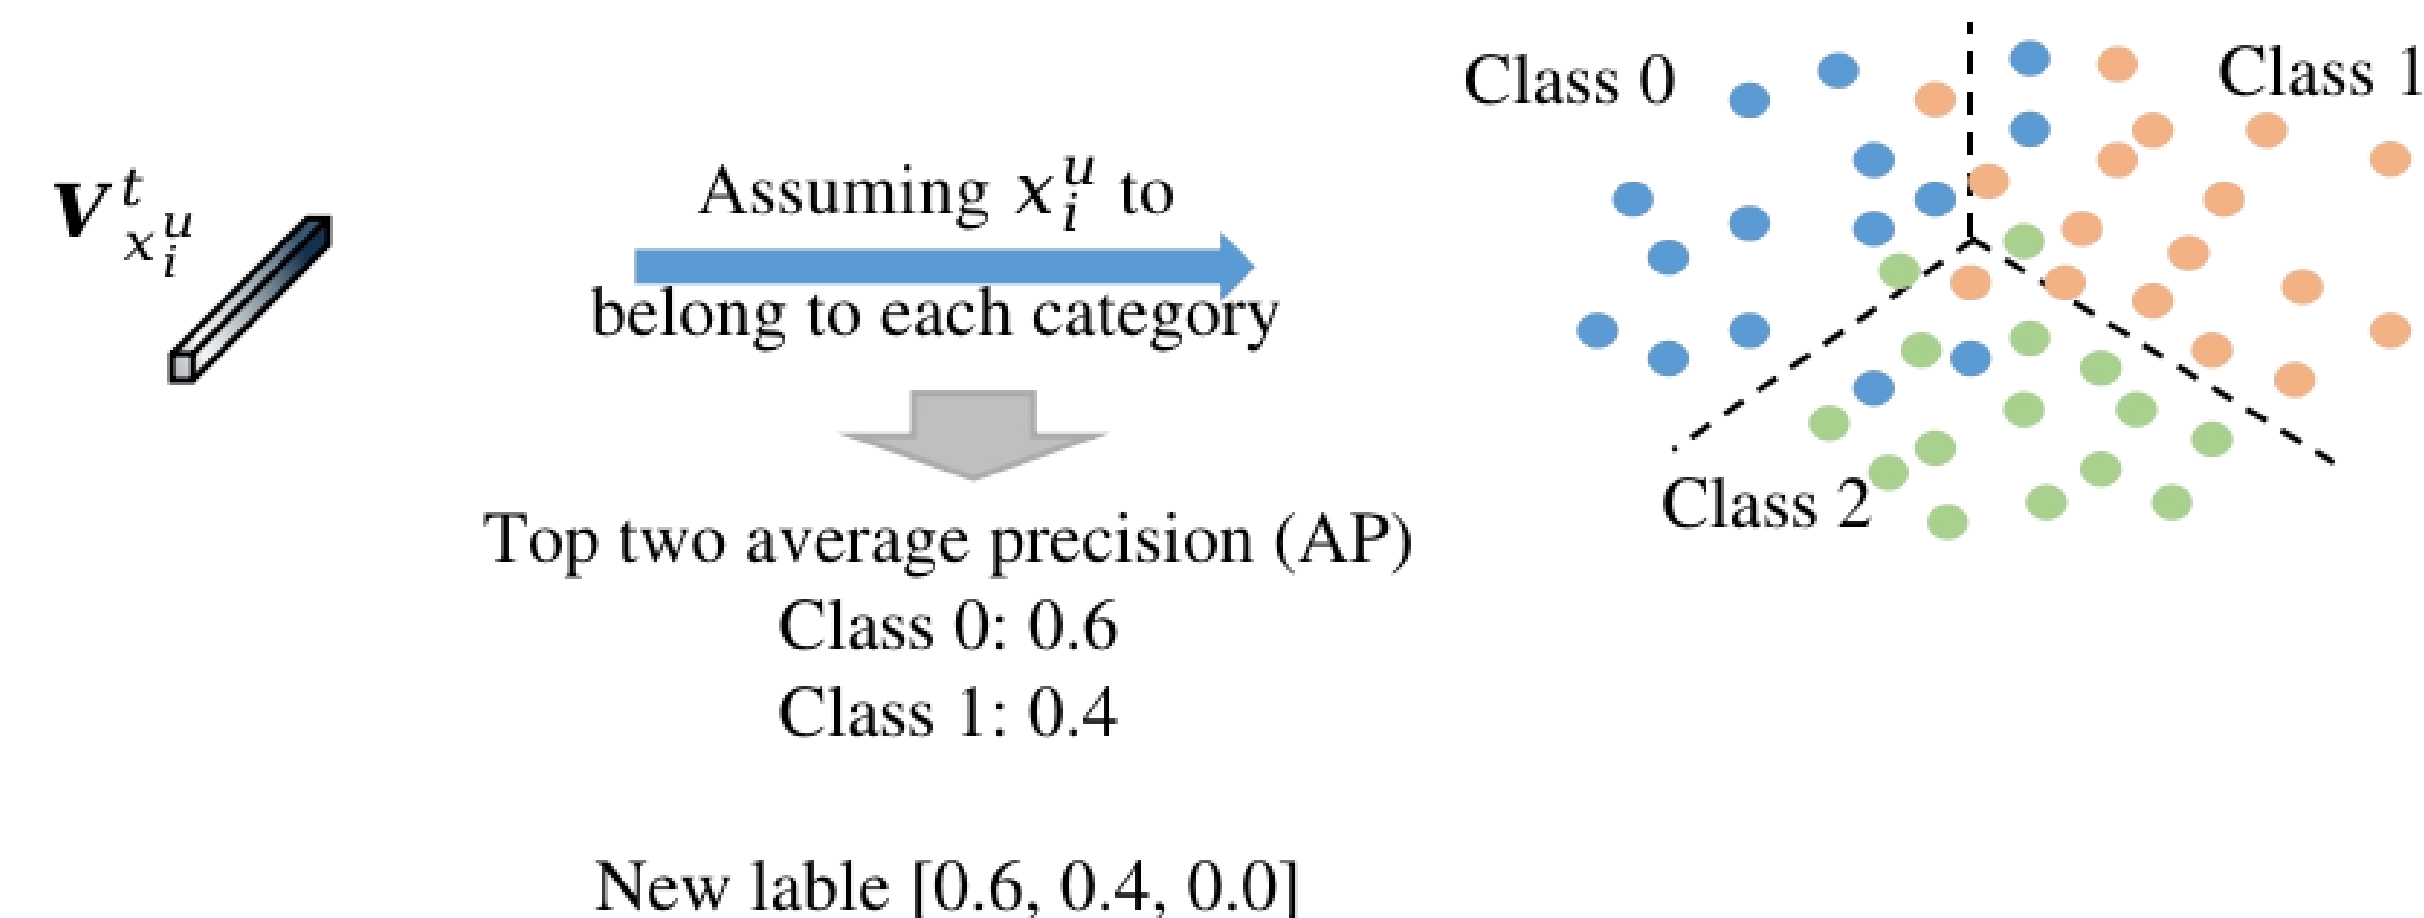 V^t_{x_i^u}
Assuming x_i^u to
belong to each category
Top two average precision (AP)
Class 0: 0.6
Class 1: 0.4
New lable [0.6, 0.4, 0.0]
Class 0
Class 1
Class 2